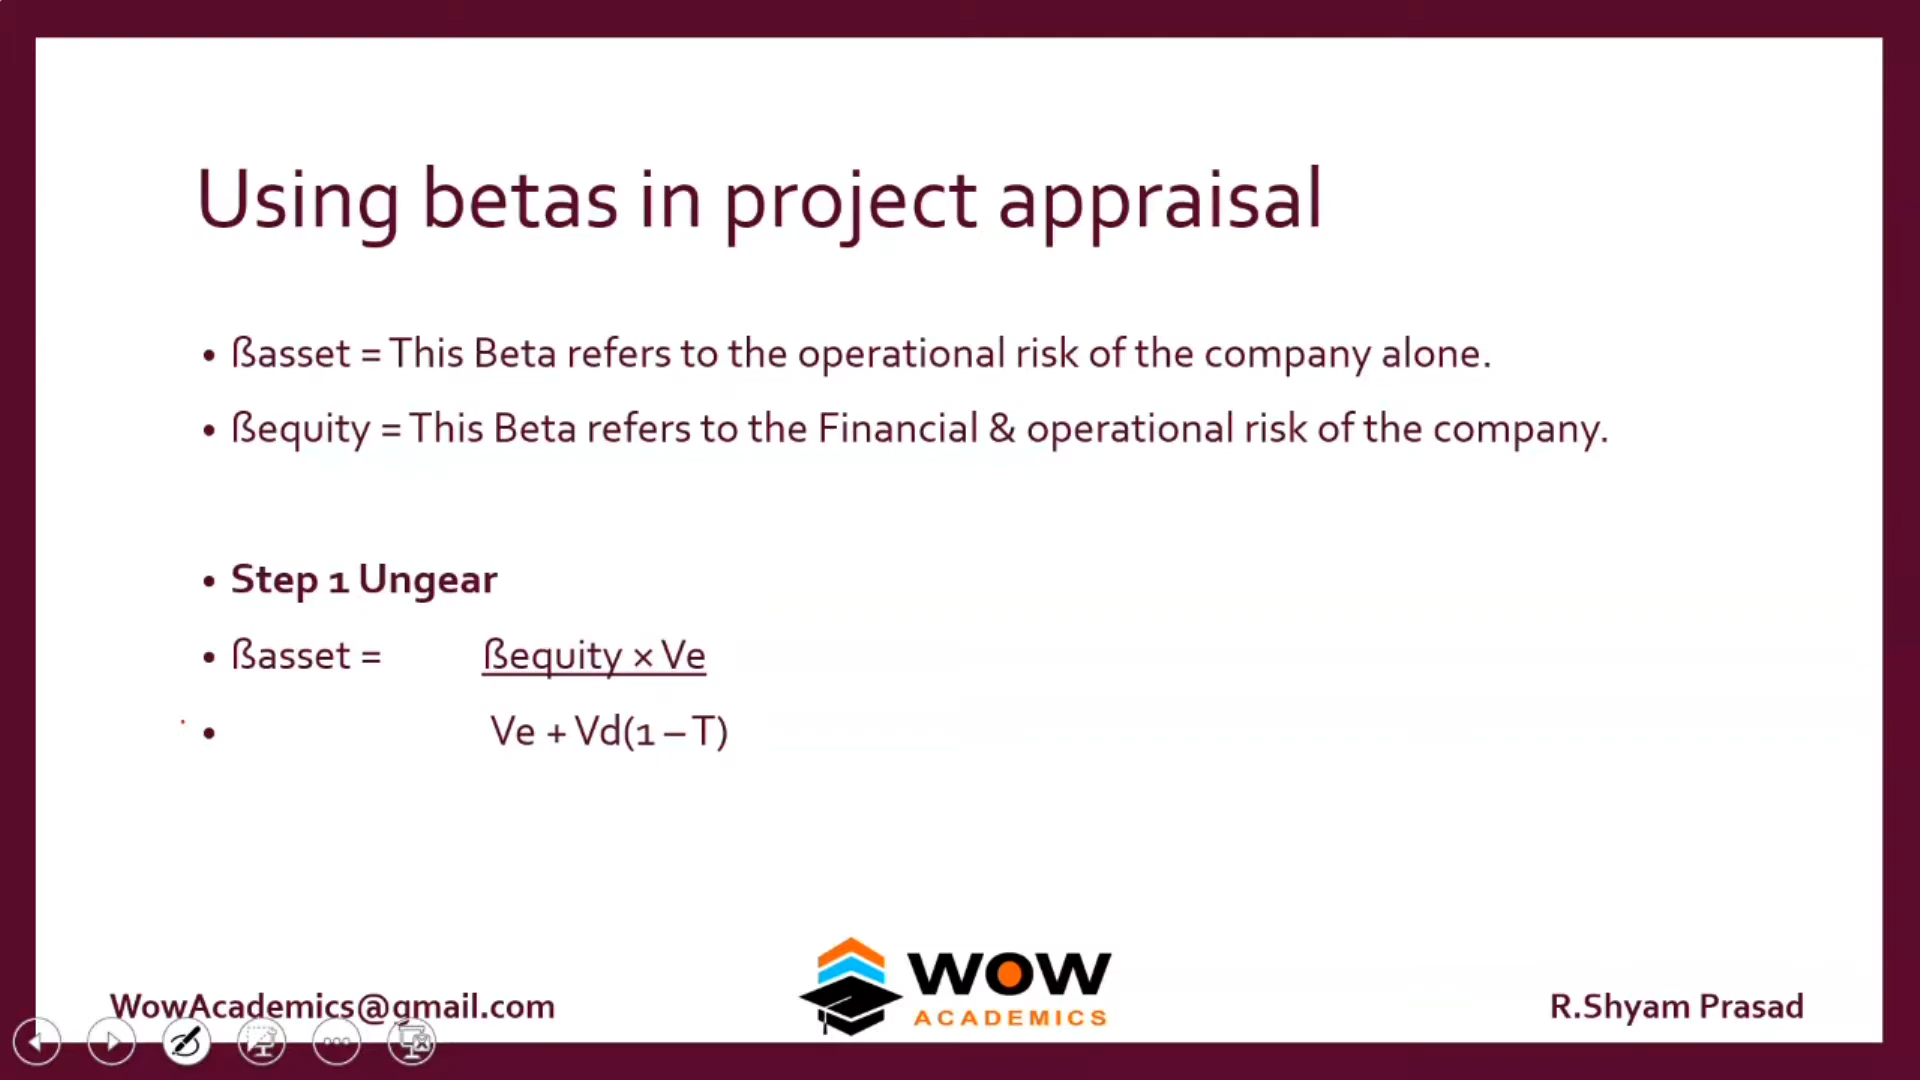 Using betas in project appraisal
• ßasset = This Beta refers to the operational risk of the company alone.
• ßequity = This Beta refers to the Financial & operational risk of the company.
• Step 1 Ungear
• ßasset = ßequity × Ve
• Ve + Vd(1 – T)
WowAcademics@gmail.com
WOW
ACADEMICS
R.Shyam Prasad